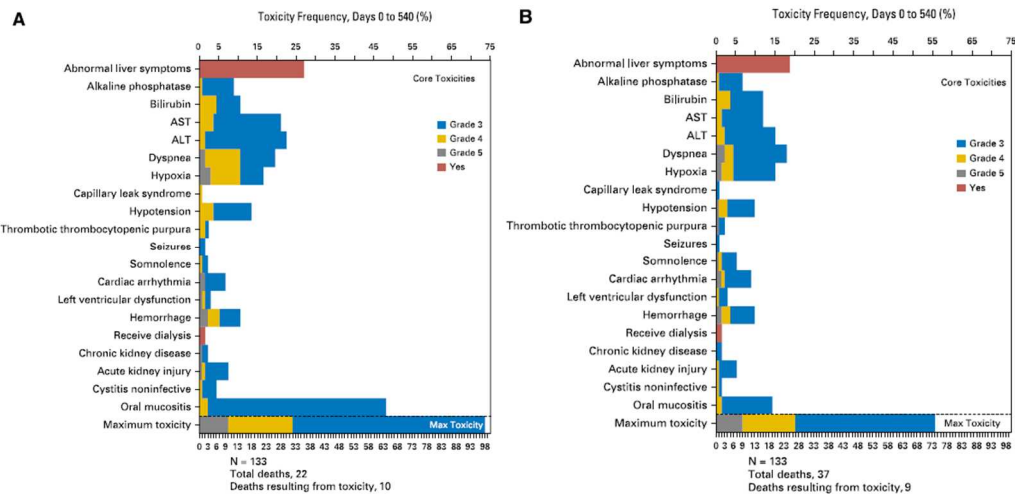 A
Toxicity Frequency, Days 0 to 540 (%)
0 5 15 25 35 45 55 65 75
Abnormal liver symptoms
Alkaline phosphatase
Bilirubin
AST
ALT
Dyspnea
Hypoxia
Capillary leak syndrome
Hypotension
Thrombotic thrombocytopenic purpura
Seizures
Somnolence
Cardiac arrhythmia
Left ventricular dysfunction
Hemorrhage
Receive dialysis
Chronic kidney disease
Acute kidney injury
Cystitis noninfective
Oral mucositis
Maximum toxicity
Core Toxicities
Grade 3
Grade 4
Grade 5
Yes
Max Toxicity
0 3 6 9 13 18 23 28 33 38 43 48 53 58 63 68 73 78 83 88 93 98
N = 133
Total deaths, 22
Deaths resulting from toxicity, 10
B
Toxicity Frequency, Days 0 to 540 (%)
0 5 15 25 35 45 55 65 75
Abnormal liver symptoms
Alkaline phosphatase
Bilirubin
AST
ALT
Dyspnea
Hypoxia
Capillary leak syndrome
Hypotension
Thrombotic thrombocytopenic purpura
Seizures
Somnolence
Cardiac arrhythmia
Left ventricular dysfunction
Hemorrhage
Receive dialysis
Chronic kidney disease
Acute kidney injury
Cystitis noninfective
Oral mucositis
Maximum toxicity
Core Toxicities
Grade 3
Grade 4
Grade 5
Yes
Max Toxicity
0 3 6 9 13 18 23 28 33 38 43 48 53 58 63 68 73 78 83 88 93 98
N = 133
Total deaths, 37
Deaths resulting from toxicity, 9